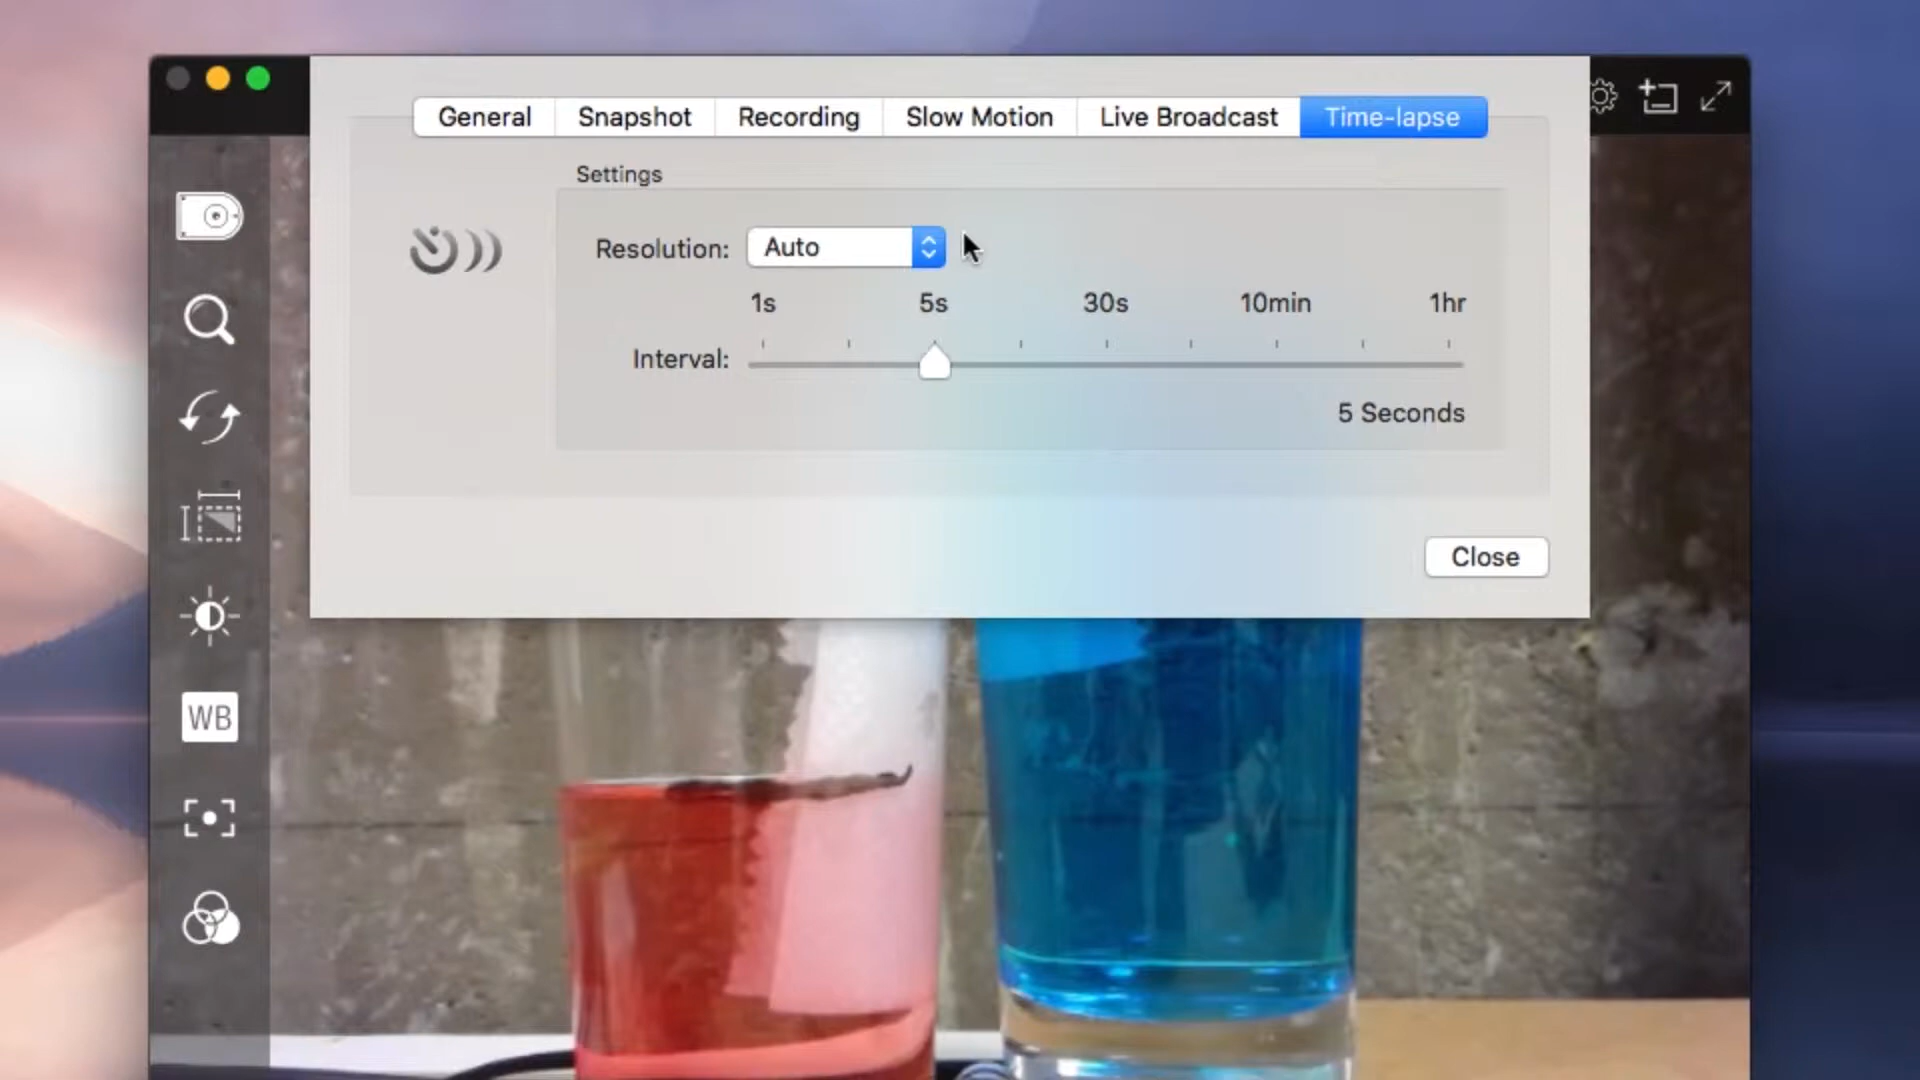 General Snapshot Recording Slow Motion Live Broadcast Time-lapse
Settings
Resolution: Auto
1s 5s 30s 10min 1hr
Interval:
5 Seconds
Close
WB